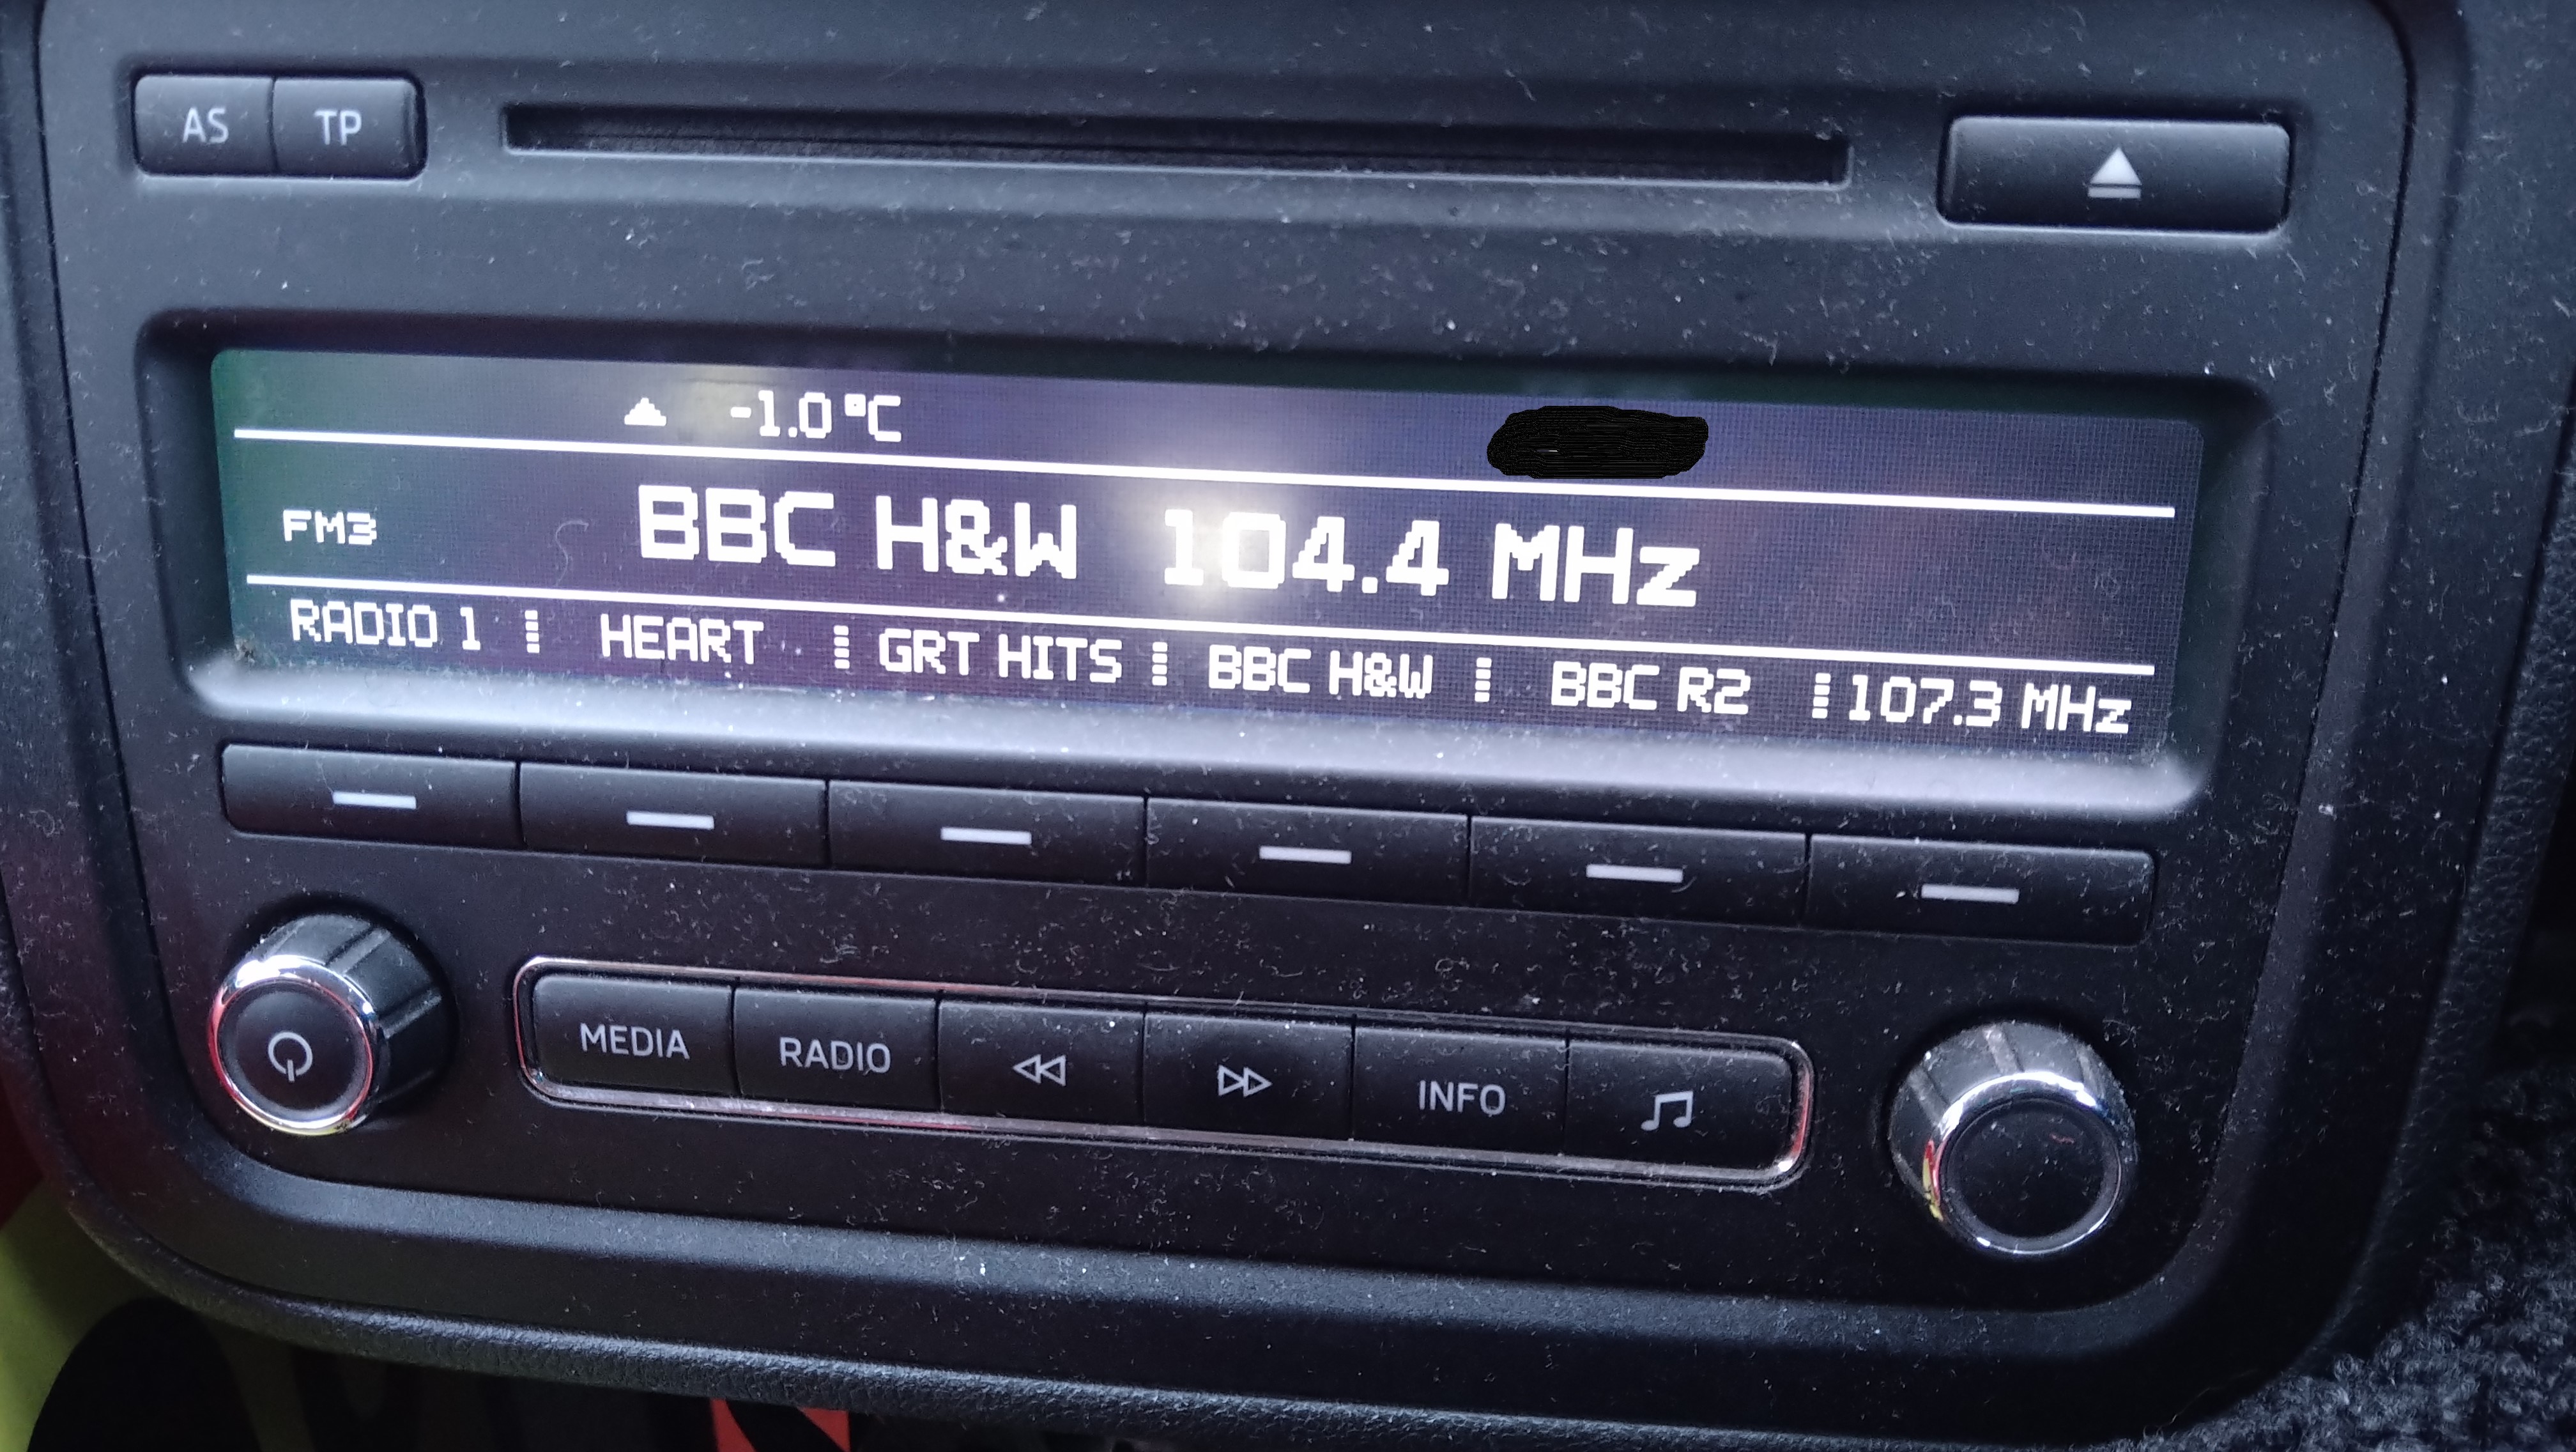 AS TP
-1.0 °C
FM3 BBC H&W 104.4 MHz
RADIO 1 HEART GRT HITS BBC H&W BBC R2 107.3 MHz
MEDIA RADIO INFO